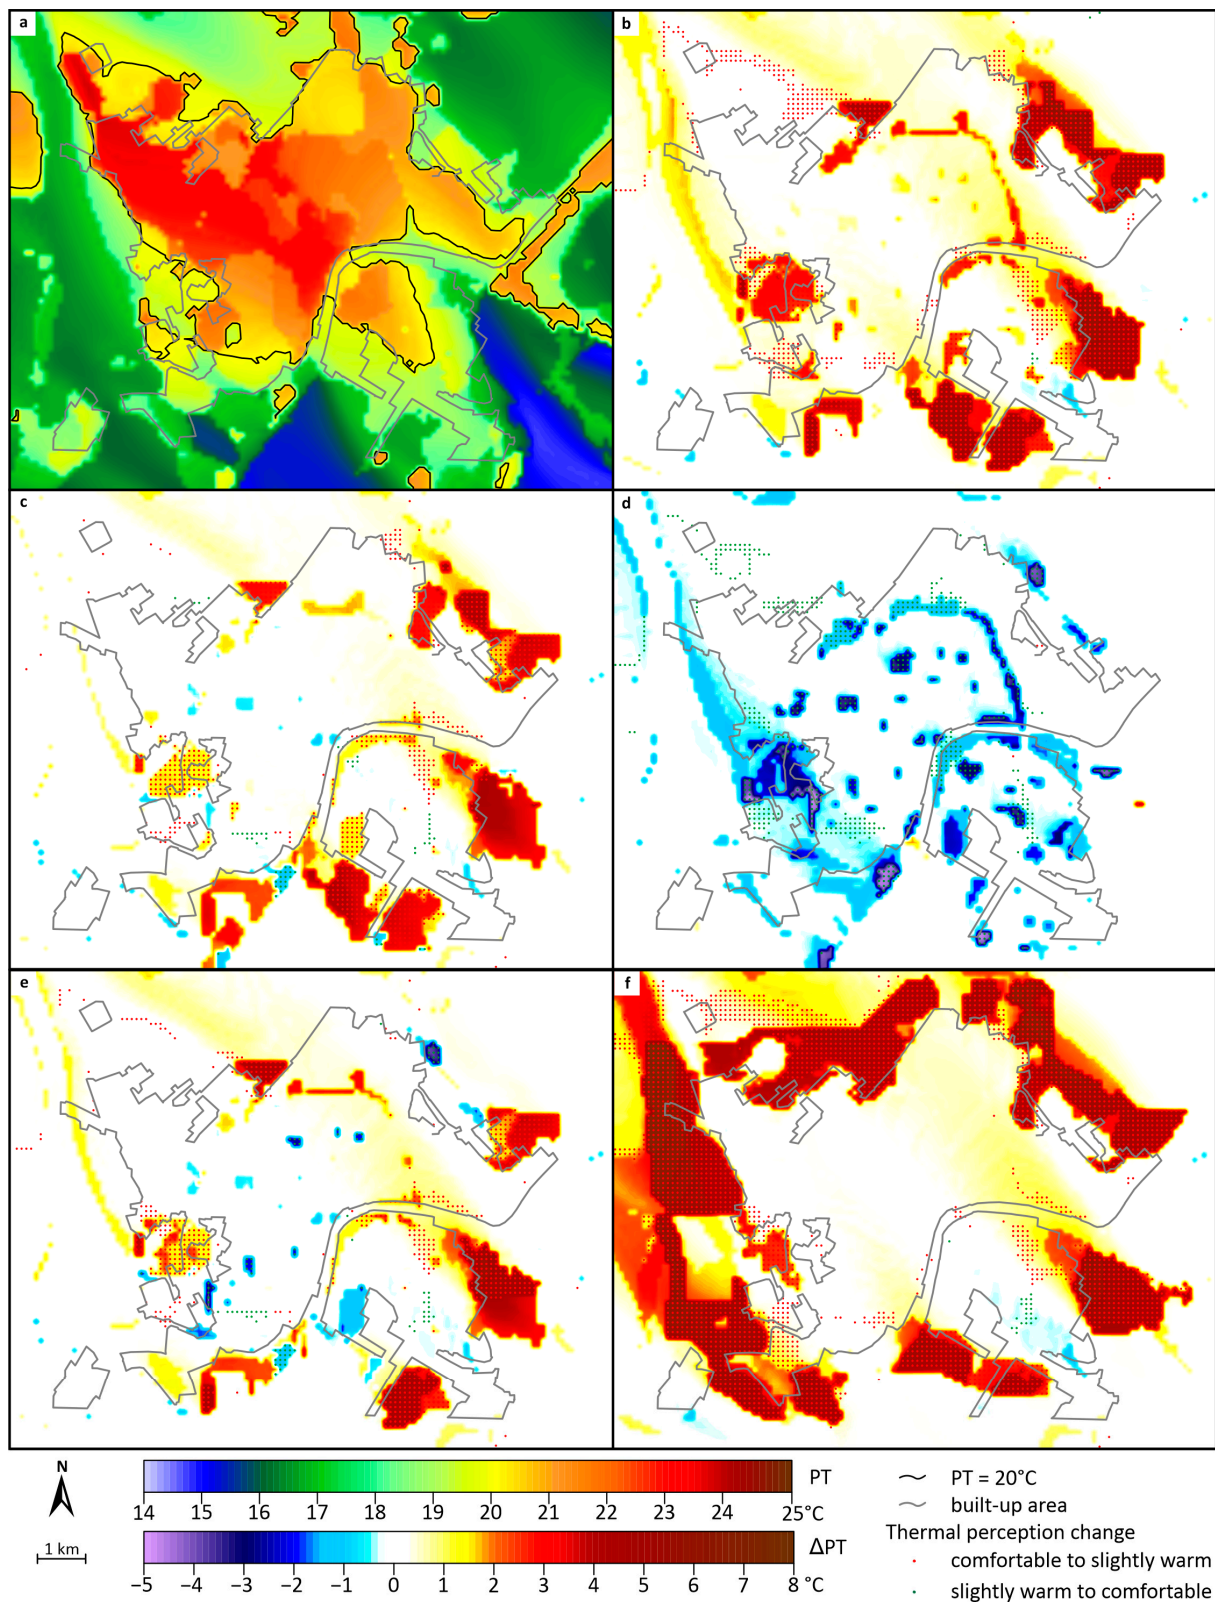 a
b
c
d
e
f
N
1 km
PT
14 15 16 17 18 19 20 21 22 23 24 25°C
ΔPT
−5 −4 −3 −2 −1 0 1 2 3 4 5 6 7 8 °C
PT = 20°C
built-up area
Thermal perception change
comfortable to slightly warm
slightly warm to comfortable